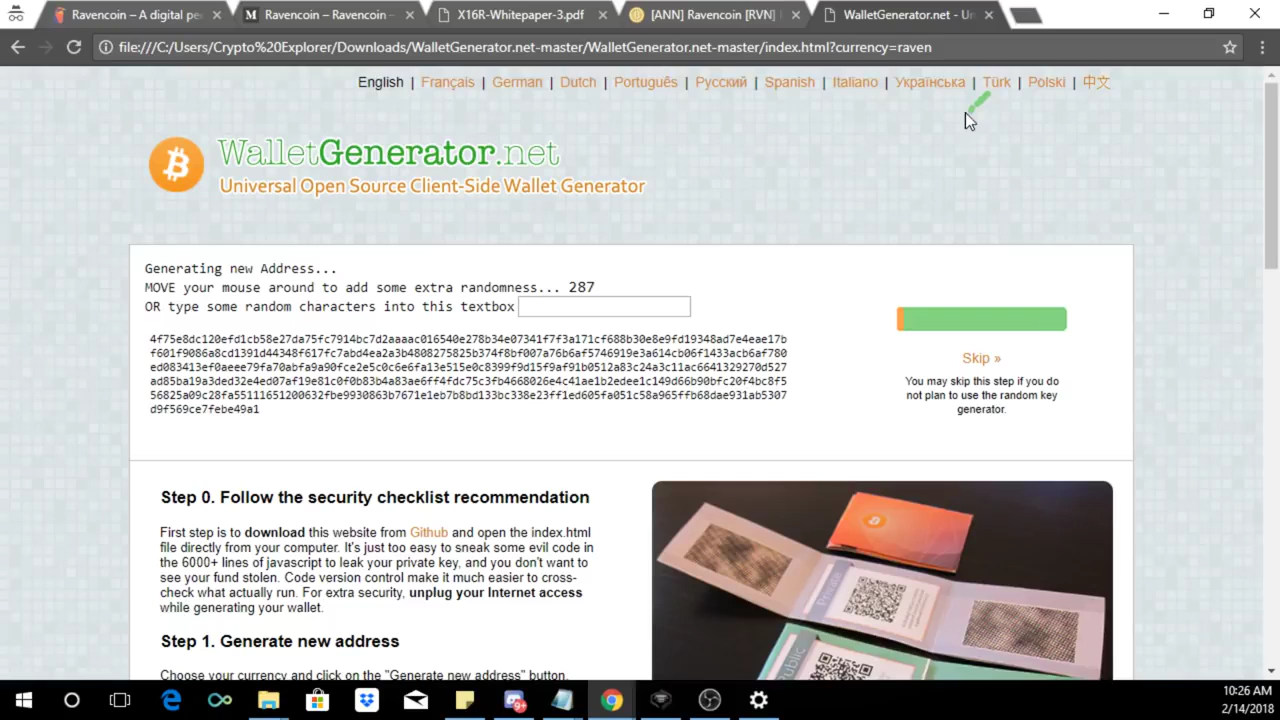 Ravencoin – A digital pe
Ravencoin – Ravencoin -
X16R-Whitepaper-3.pdf
[ANN] Ravencoin [RVN]
WalletGenerator.net - Un
file:///C:/Users/Crypto%20Explorer/Downloads/WalletGenerator.net-master/WalletGenerator.net-master/index.html?currency=raven
English | Français | German | Dutch | Português | Русский | Spanish | Italiano | Українська | Türk | Polski | 中文
WalletGenerator.net
Universal Open Source Client-Side Wallet Generator
Generating new Address...
MOVE your mouse around to add some extra randomness... 287
OR type some random characters into this textbox
4f75e8dc120efd1cb58e27da75fc7914bc7d2aaaac016540e278b34e07341f7f3a171cf688b30e8e9fd19348ad7e4eae17b
f601f9086a8cd1391d44348f617fc7abd4ea2a3b4808275825b374f8bf007a76b6af5746919e3a614cb06f1433acb6af780
ed083413ef0aeee79fa70abfa9a90fce2e5c0c6e6fa13e515e0c8399f9d15f9af91b0512a83c24a3c11ac6641329270d527
ad85ba19a3ded32e4ed07af19e81c0f0b83b4a83ae6ff4fdc75c3fb4668026e4c41ae1b2edee1c149d66b90bfc20f4bc8f5
56825a09c28fa55111651200632fbe9930863b7671e1eb7b8bd133bc338e23ff1ed605fa051c58a965ffb68dae931ab5307
d9f569ce7febe49a1
Skip »
You may skip this step if you do
not plan to use the random key
generator.
Step 0. Follow the security checklist recommendation
First step is to download this website from Github and open the index.html
file directly from your computer. It's just too easy to sneak some evil code in
the 6000+ lines of javascript to leak your private key, and you don't want to
see your fund stolen. Code version control make it much easier to cross-
check what actually run. For extra security, unplug your Internet access
while generating your wallet.
Step 1. Generate new address
Choose your currency and click on the "Generate new address" button.
Private
Public
10:26 AM
2/14/2018